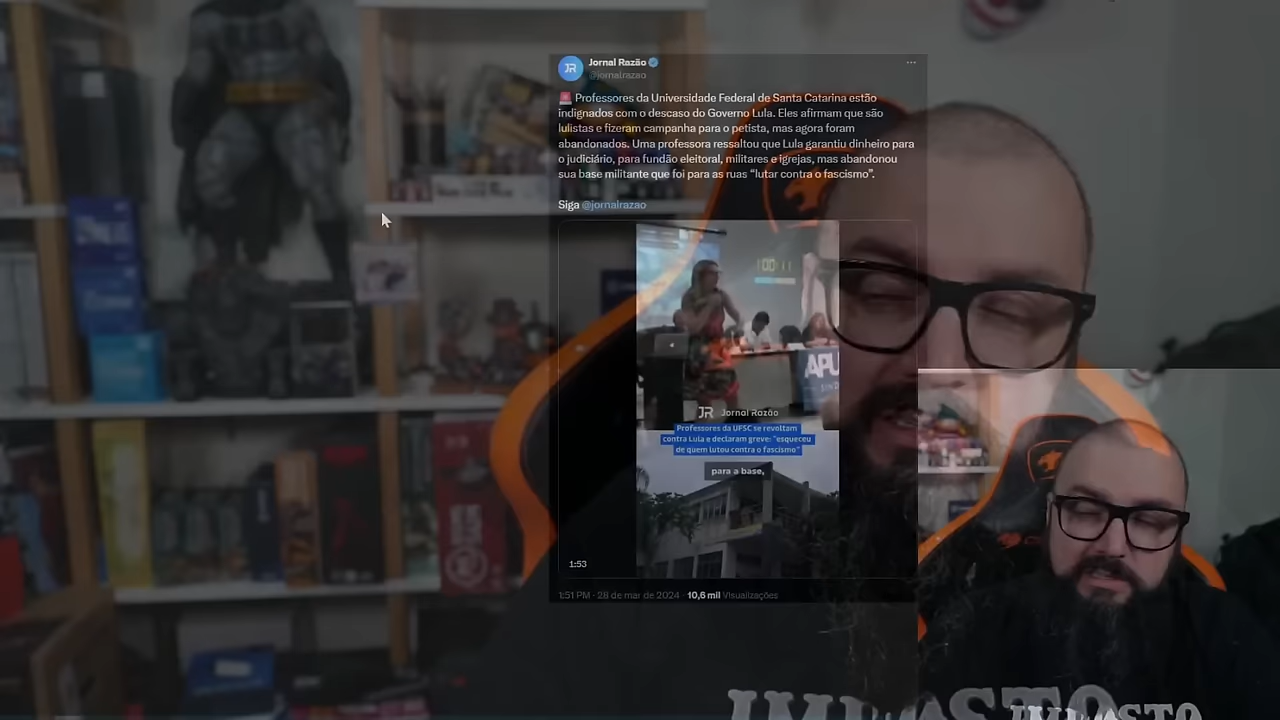 Jornal Razão
@jornalrazao
🚨 Professores da Universidade Federal de Santa Catarina estão
indignados com o descaso do Governo Lula. Eles afirmam que são
lulistas e fizeram campanha para o petista, mas agora foram
abandonados. Uma professora ressaltou que Lula garantiu dinheiro para
o judiciário, para fundão eleitoral, militares e igrejas, mas abandonou
sua base militante que foi para as ruas “lutar contra o fascismo”.
Siga @jornalrazao
00:11
APU
JR Jornal Razão
Professores da UFSC se revoltam
contra Lula e declaram greve: "esqueceu
de quem lutou contra o fascismo"
para a base,
1:53
1:51 PM · 28 de mar de 2024 · 10,6 mil Visualizações